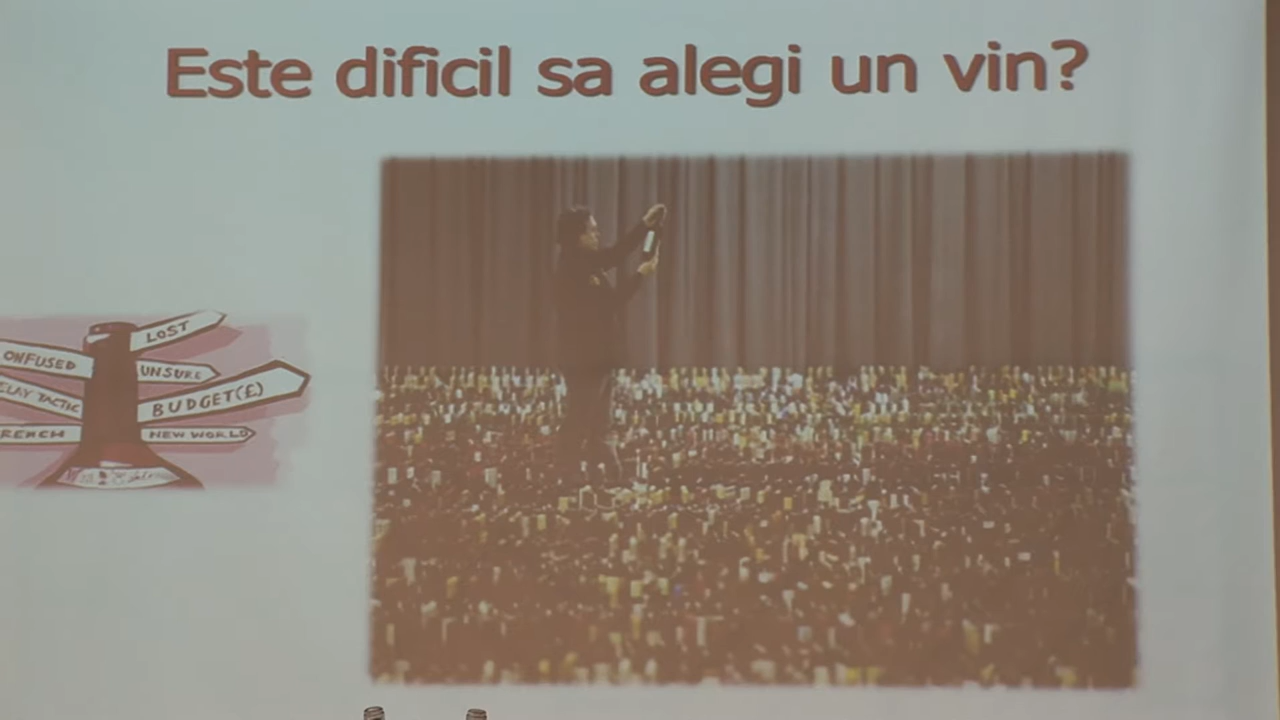 Este dificil sa alegi un vin?
LOST
ONFUSED
UNSURE
ELAY TACTIC
BUDGET(£)
RENCH
NEW WORLD